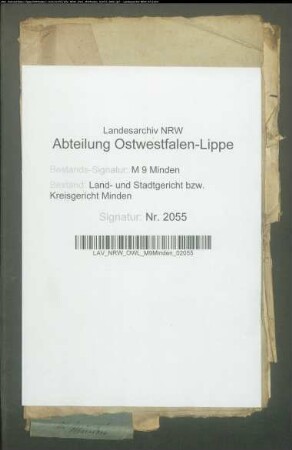 Landesarchiv NRW
Abteilung Ostwestfalen-Lippe
Bestands-Signatur: M 9 Minden
Bestand: Land- und Stadtgericht bzw.
Kreisgericht Minden
Signatur: Nr. 2055
LAV_NRW_OWL_M9Minden_02055